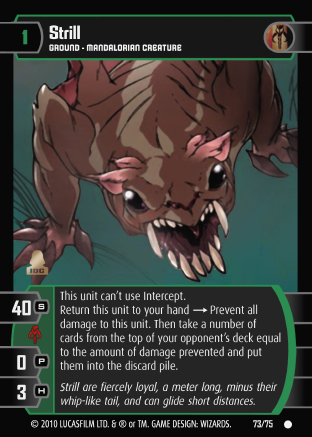 1
Strill
GROUND - MANDALORIAN CREATURE
IDC
40 S
0 P
3 H
This unit can't use Intercept.
Return this unit to your hand → Prevent all
damage to this unit. Then take a number of
cards from the top of your opponent's deck equal
to the amount of damage prevented and put
them into the discard pile.
Strill are fiercely loyal, a meter long, minus their
whip-like tail, and can glide short distances.
© 2010 LUCASFILM LTD. & ® or TM. GAME DESIGN: WIZARDS. 73/75